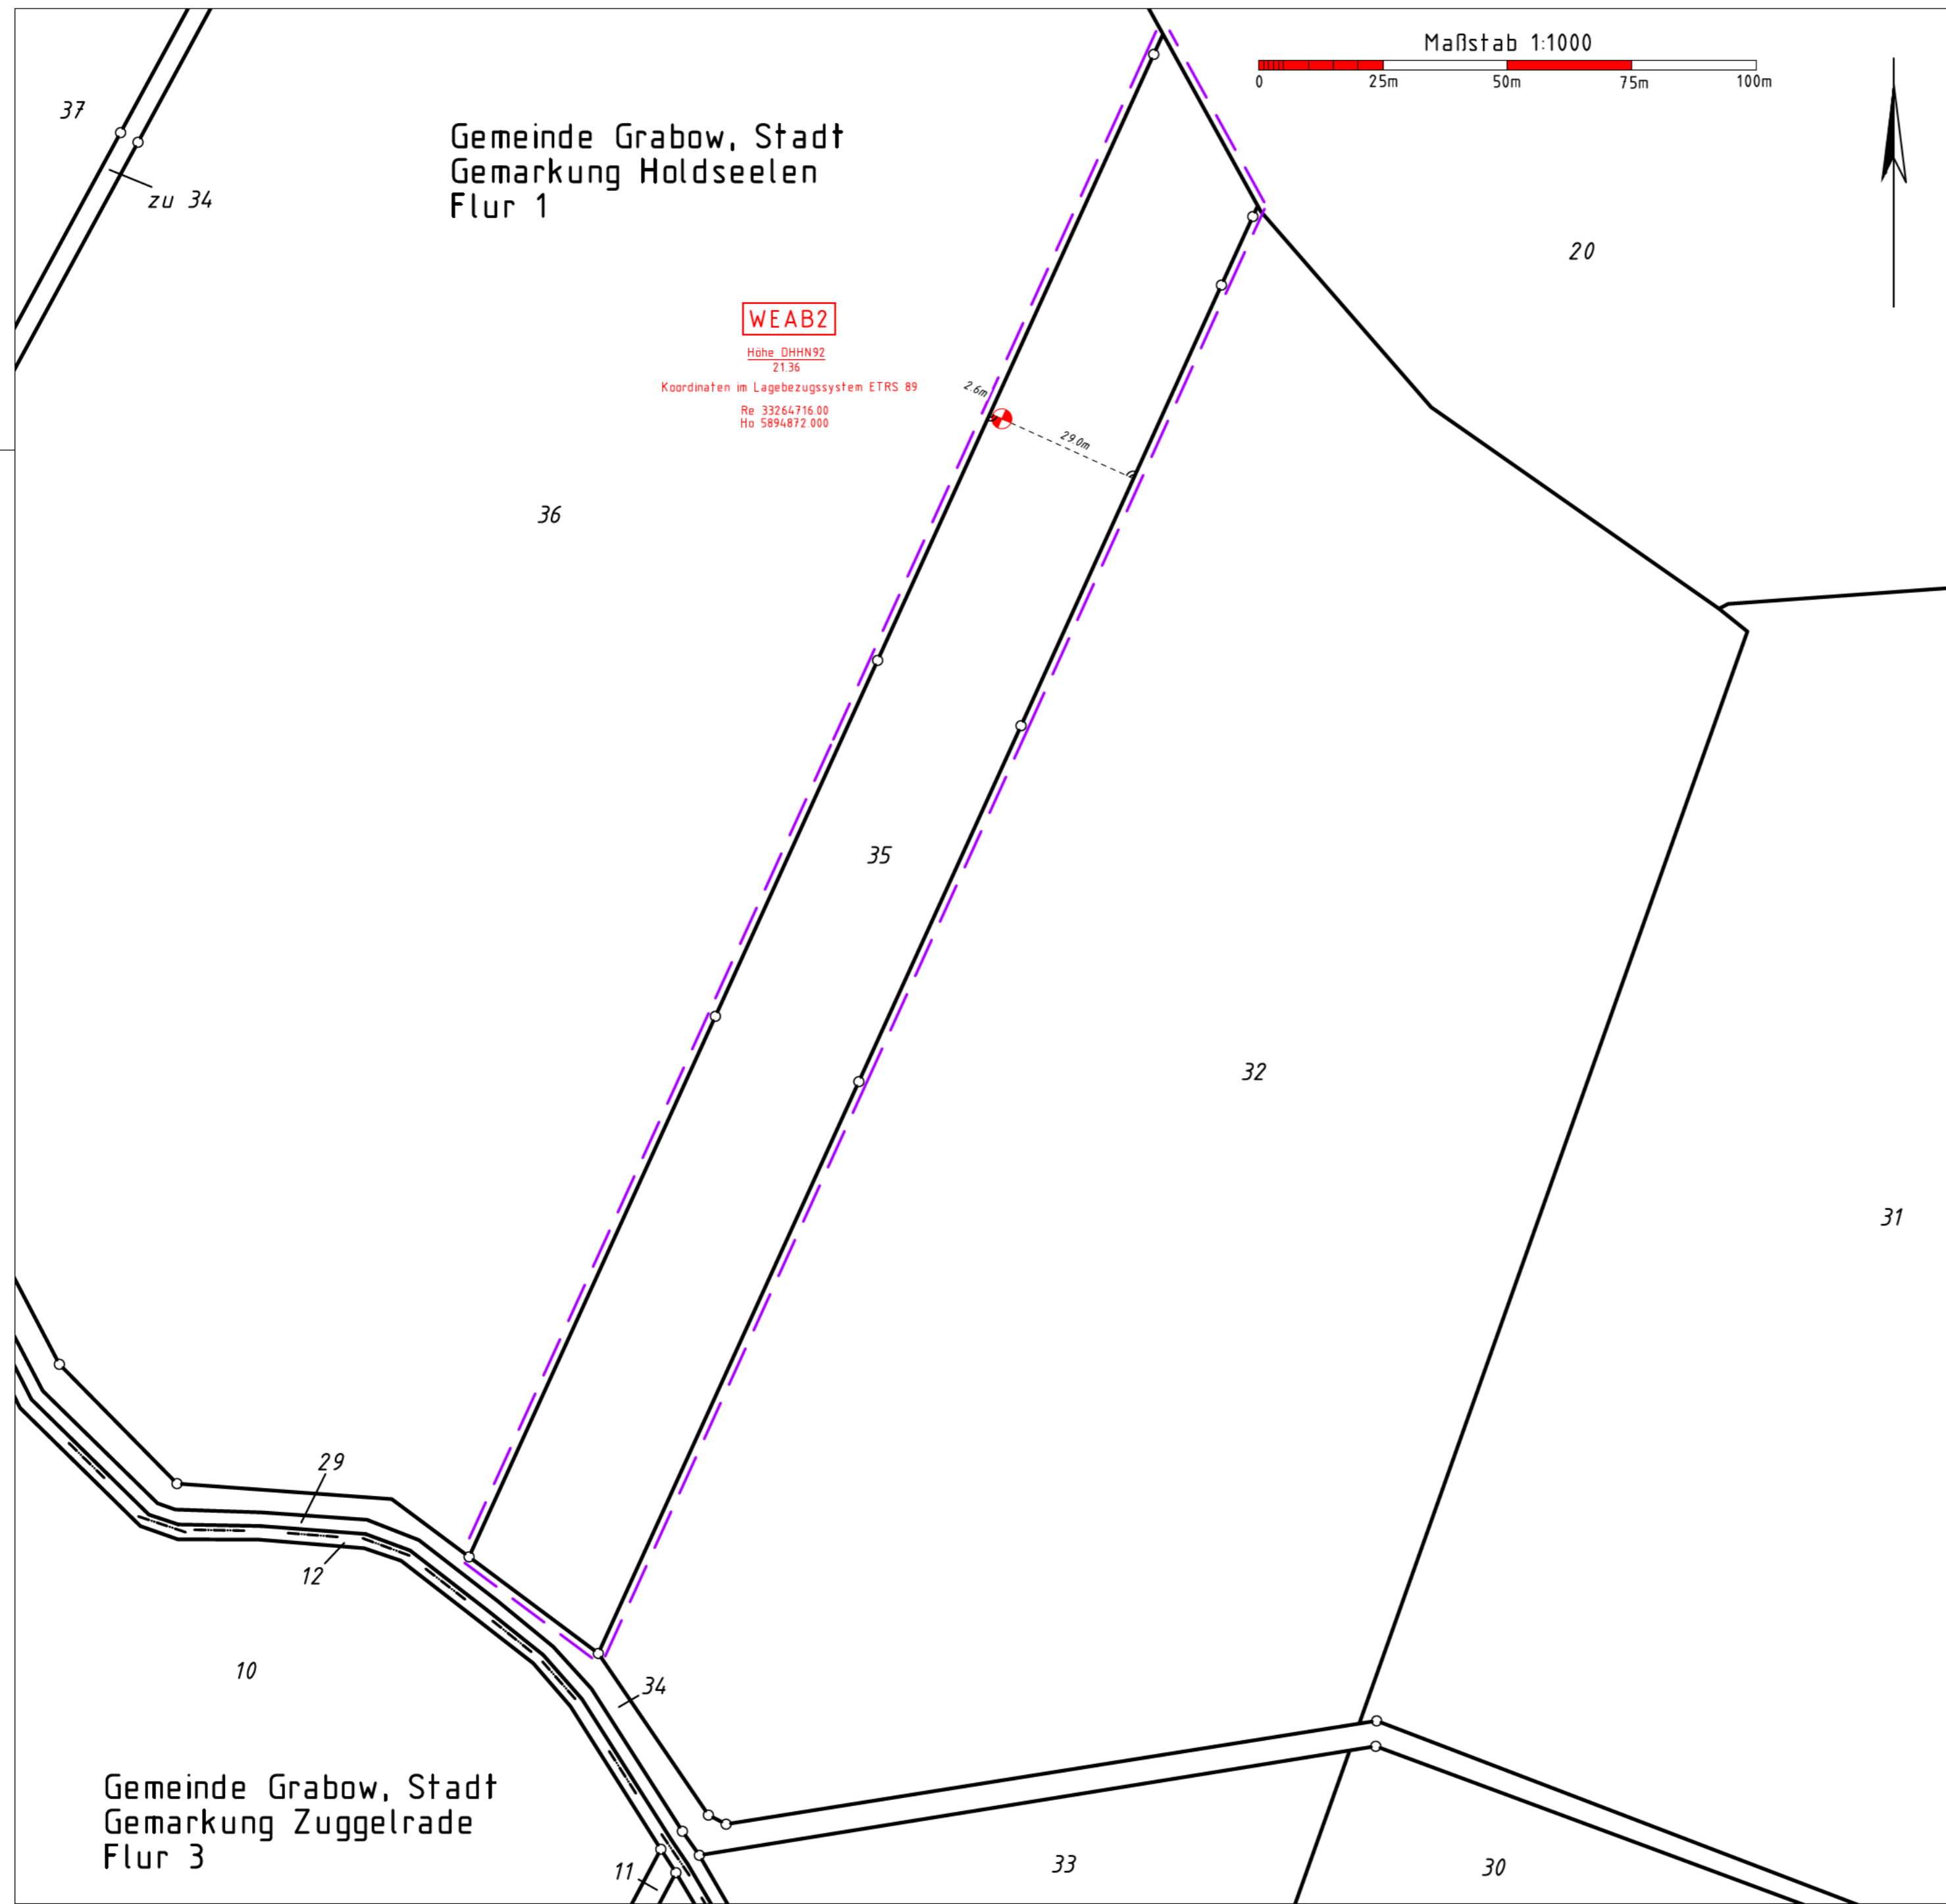 Maßstab 1:1000
0 25m 50m 75m 100m
37
zu 34
Gemeinde Grabow, Stadt
Gemarkung Holdseelen
Flur 1
20
WEAB2
Höhe DHHN92
21.36
Koordinaten im Lagebezugssystem ETRS 89
Re 33264716.00
Ho 5894872.000
2.6m
29.0m
36
35
32
31
29
12
10
34
Gemeinde Grabow, Stadt
Gemarkung Zuggelrade
Flur 3
11
33
30